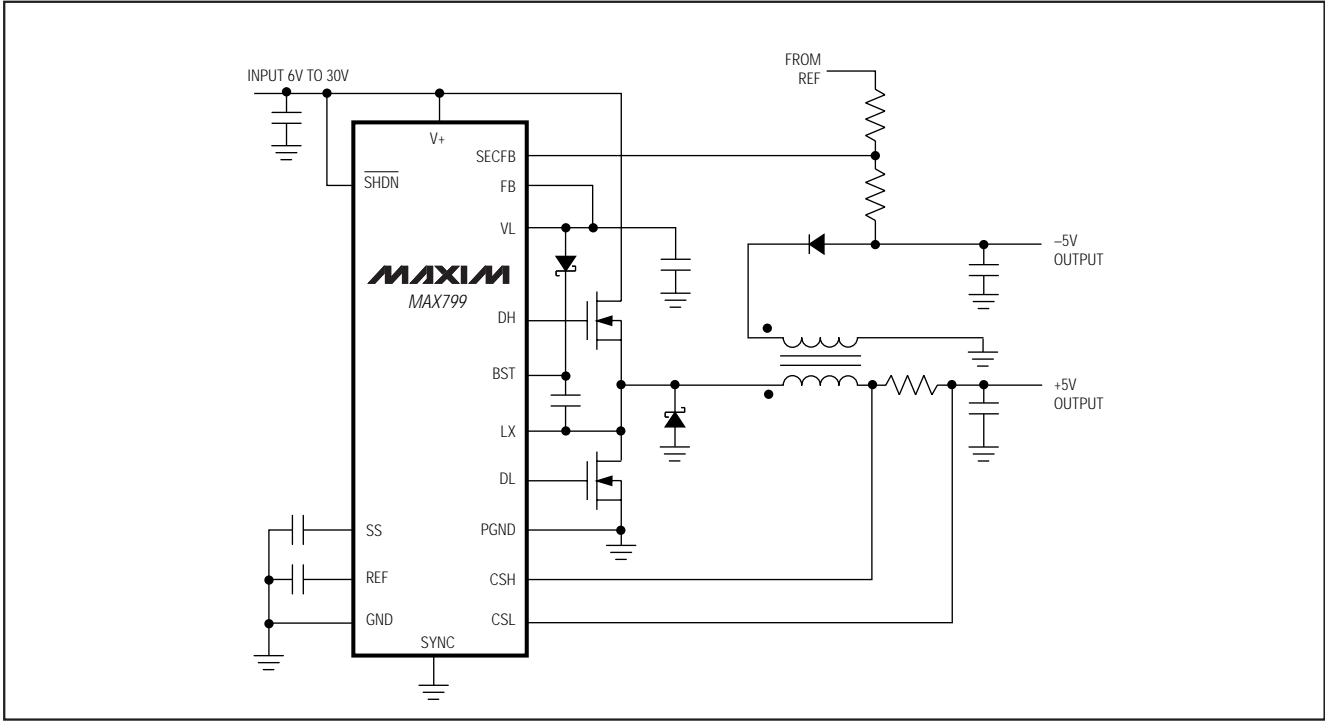 FROM
REF
INPUT 6V TO 30V
V+
SECFB
SHDN
FB
VL
–5V
OUTPUT
MAXIM
MAX799
DH
BST
+5V
OUTPUT
LX
DL
SS
PGND
REF
CSH
GND
CSL
SYNC